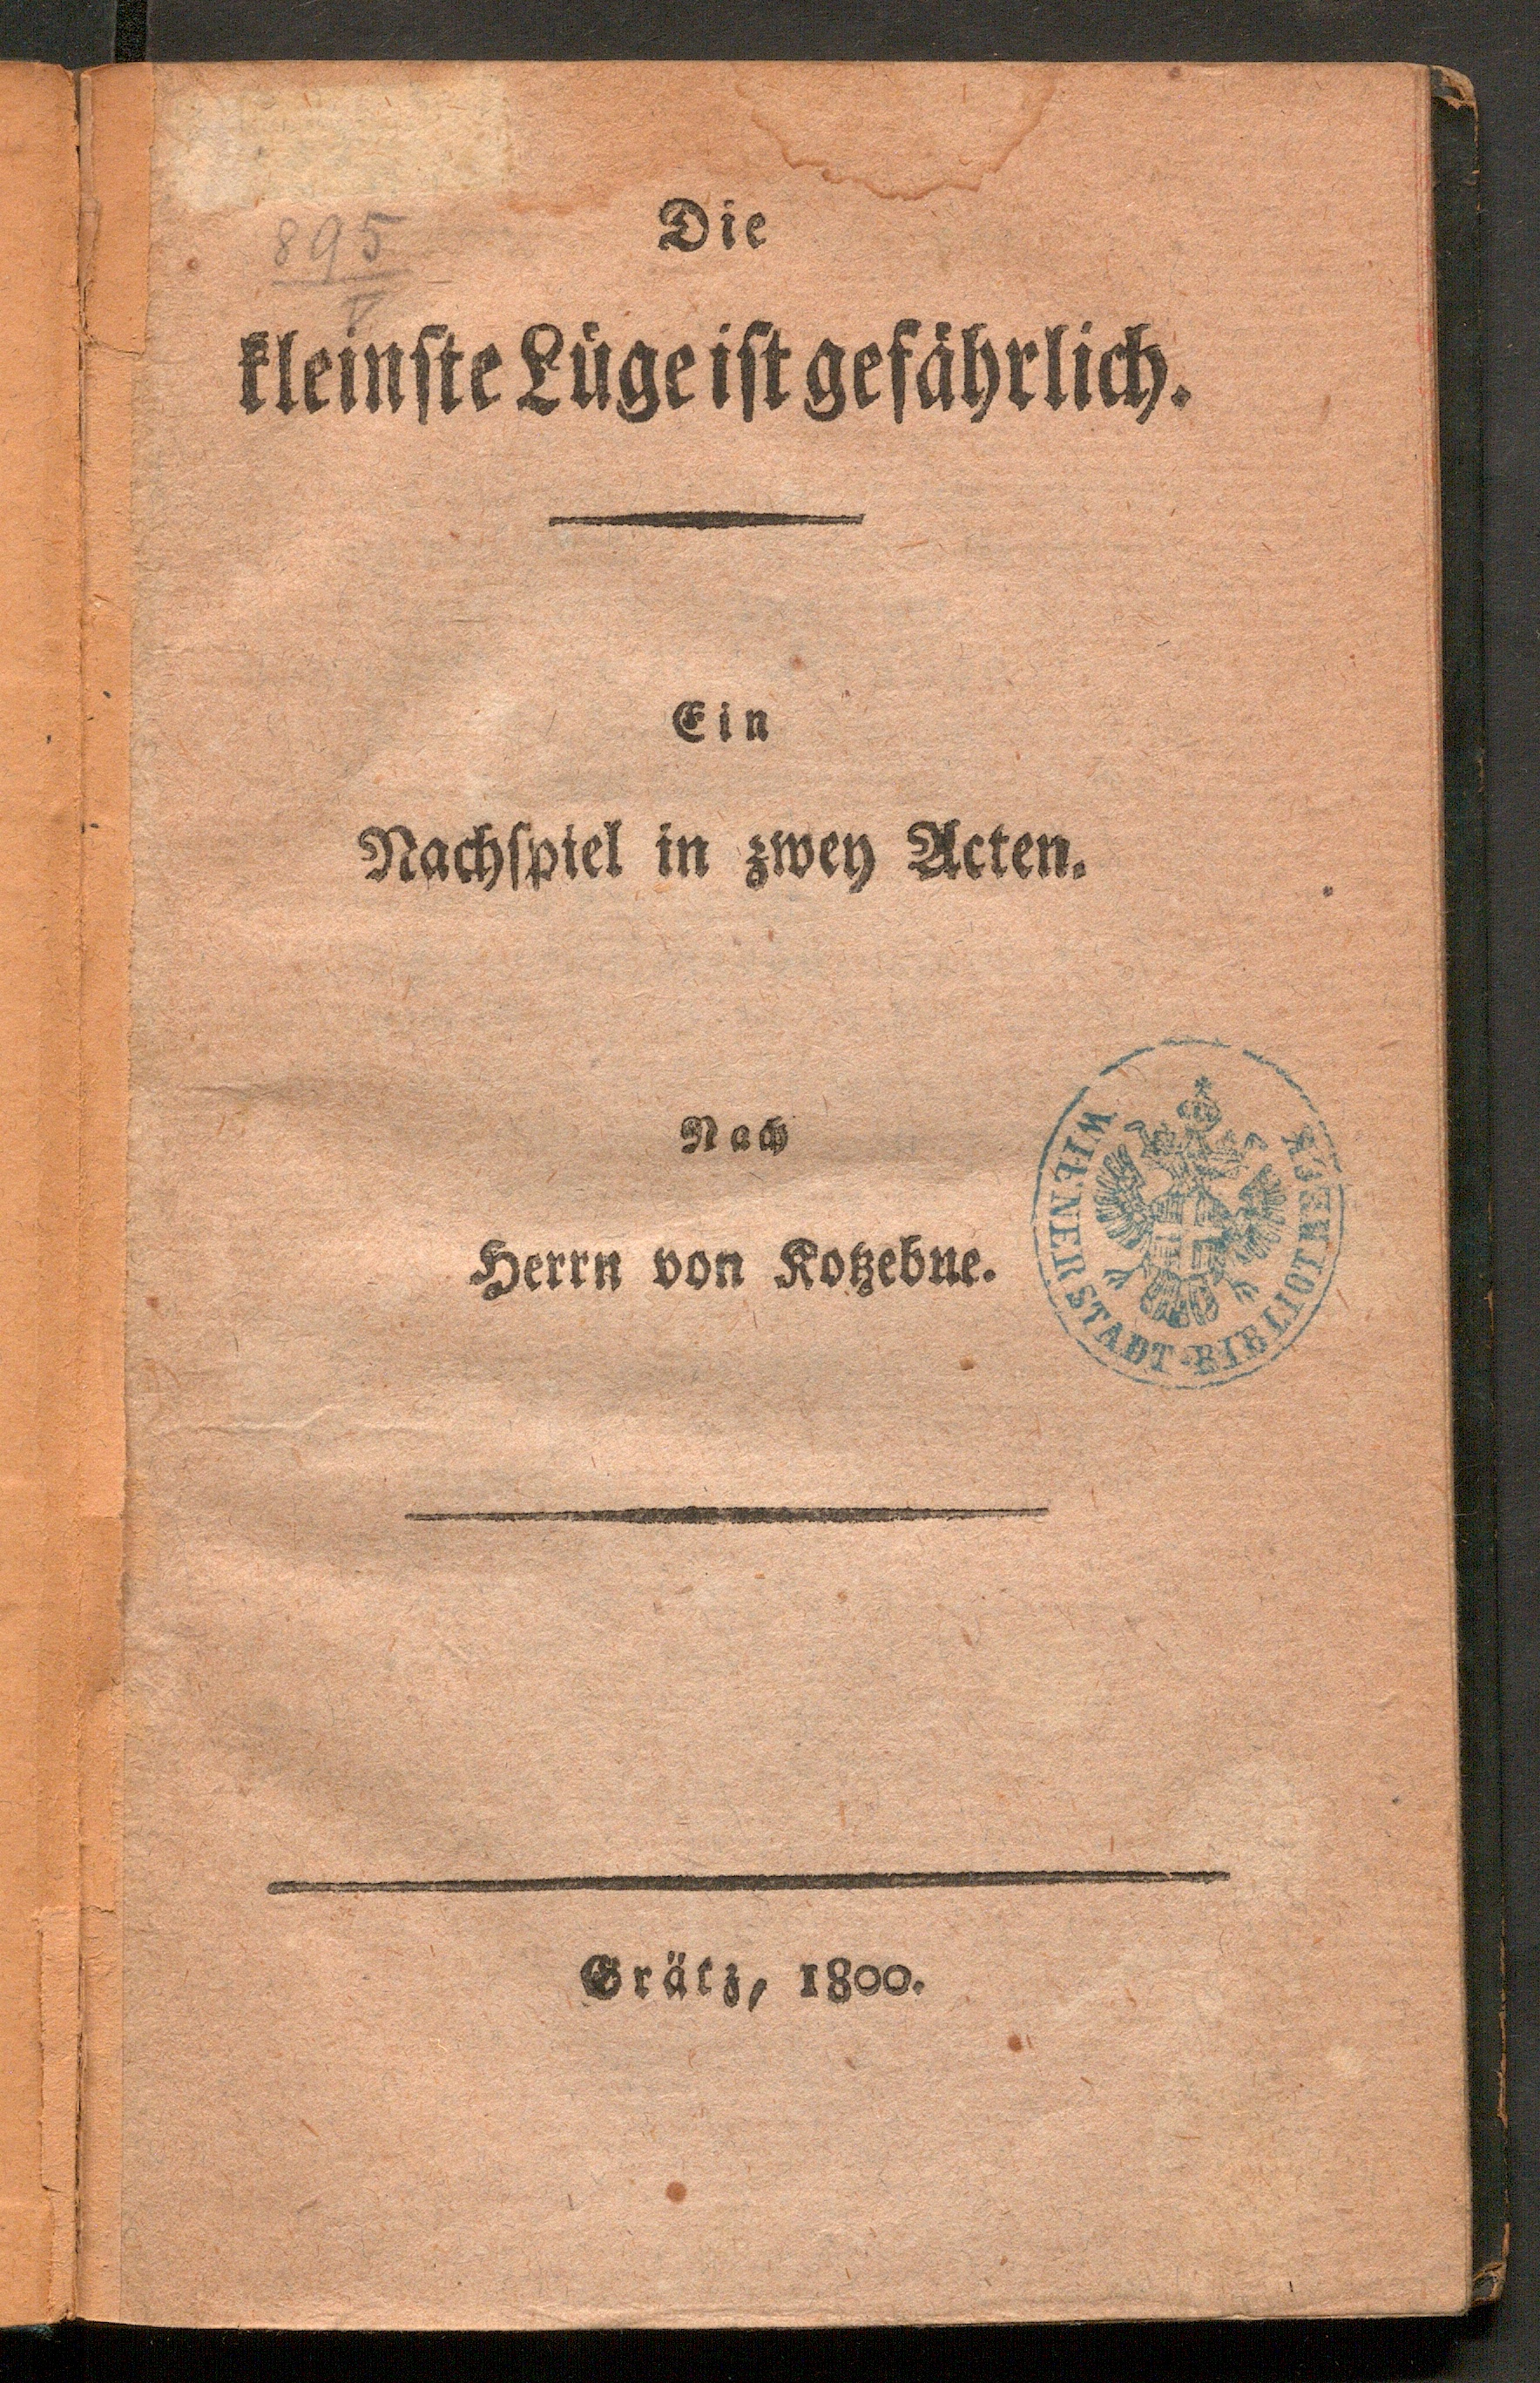 895
Die
kleinſte Lüge iſt gefährlich.
Ein
Nachſpiel in zwey Acten.
Nach
Herrn von Kotzebue.
WIENER STADT-BIBLIOTHEK
Grätz, 1800.